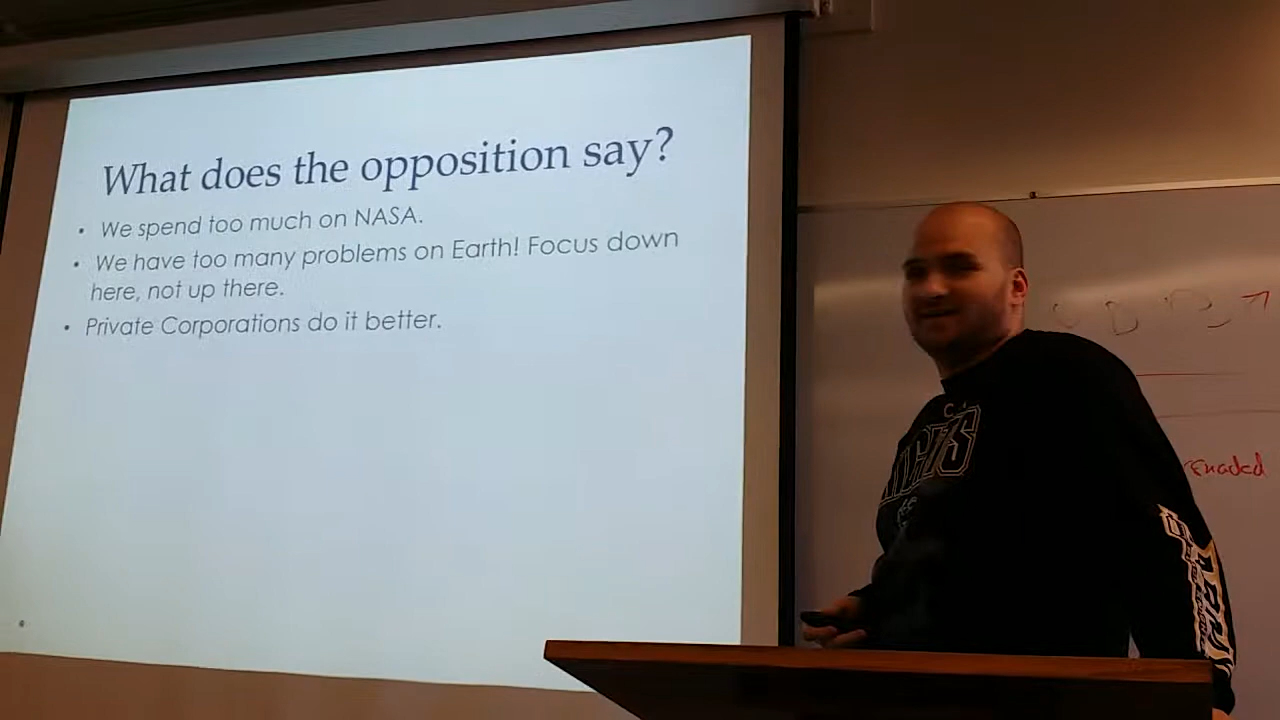 What does the opposition say?
• We spend too much on NASA.
• We have too many problems on Earth! Focus down
here, not up there.
• Private Corporations do it better.